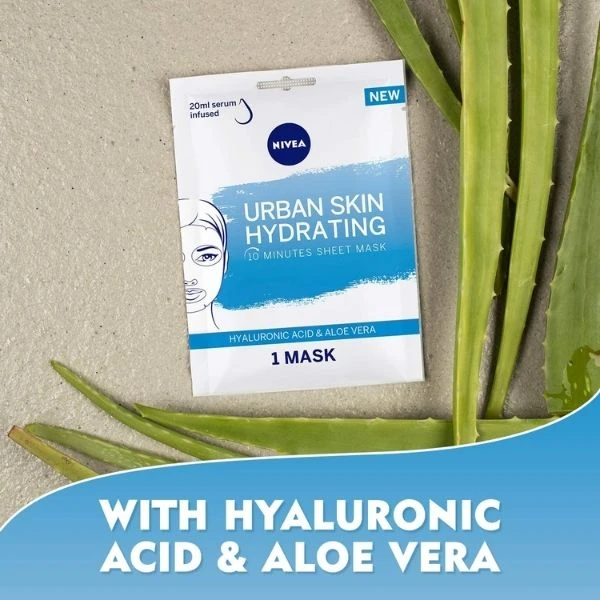 20ml serum
infused
NEW
NIVEA
URBAN SKIN
HYDRATING
10 MINUTES SHEET MASK
HYALURONIC ACID & ALOE VERA
1 MASK
WITH HYALURONIC
ACID & ALOE VERA